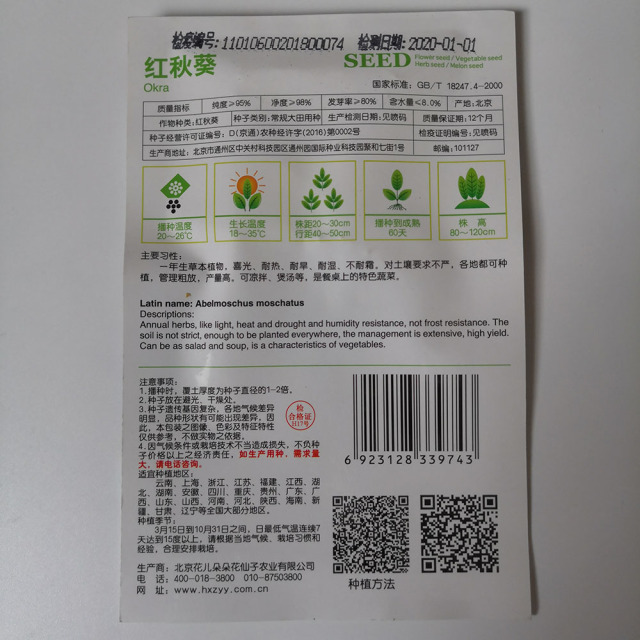 检疫编号:11010600201800074 检测日期:2020-01-01
红秋葵
Okra
SEED
Flower seed / Vegetable seed
Herb seed / Melon seed
国家标准：GB/T 18247.4-2000
质量指标 纯度≥95% 净度≥98% 发芽率≥80% 含水量≤8.0% 产地:北京
作物种类:红秋葵 种子类别:常规大田用种 生产检测日期:见喷码 质量保证期:12个月
种子经营许可证编号：D(京通)农种经许字(2016)第0002号 检疫证明编号:见喷码
生产商地址：北京市通州区中关村科技园区通州园国际种业科技园聚和七街1号 邮编:101127
播种温度 生长温度 株距20~30cm 播种到成熟 株 高
20~26℃ 18~35℃ 行距40~50cm 60天 80~120cm
主要习性：
一年生草本植物，喜光、耐热、耐旱、耐湿、不耐霜，对土壤要求不严，各地都可种
植，管理粗放，产量高。可凉拌、煲汤等，是餐桌上的特色蔬菜。
Latin name: Abelmoschus moschatus
Descriptions:
Annual herbs, like light, heat and drought and humidity resistance, not frost resistance. The
soil is not strict, enough to be planted everywhere, the management is extensive, high yield.
Can be as salad and soup, is a characteristics of vegetables.
注意事项：
1.播种时，覆土厚度为种子直径的1-2倍。
2.种子放在避光、干燥处。
3.种子遗传基因复杂，各地气候差异
明显，品种形状有可能出现差异，因
此，本包装之图像、色彩及特征特性
仅供参考，不做实物之依据。
4.因气候条件或栽培技术不当造成损失，不负种
子价格以上之经济责任，如生产用种，需求量
大，请电话咨询。
检
合格证
H17号
适宜种植地区：
云南、上海、浙江、江苏、福建、江西、湖
北、湖南、安徽、四川、重庆、贵州、广东、广
西、山东、山西、河南、河北、陕西、海南、新
疆、甘肃、辽宁等全国大部分地区。
种植季节：
3月15日到10月31日之间，日最低气温连续7
天达到15度以上，请根据当地气候、栽培习惯和
经验，合理安排栽培。
6 923128 339743
种植方法
生产商：北京花儿朵朵花仙子农业有限公司
电 话：400-018-3800 010-87503800
网 址：www.hxzyy.com.cn